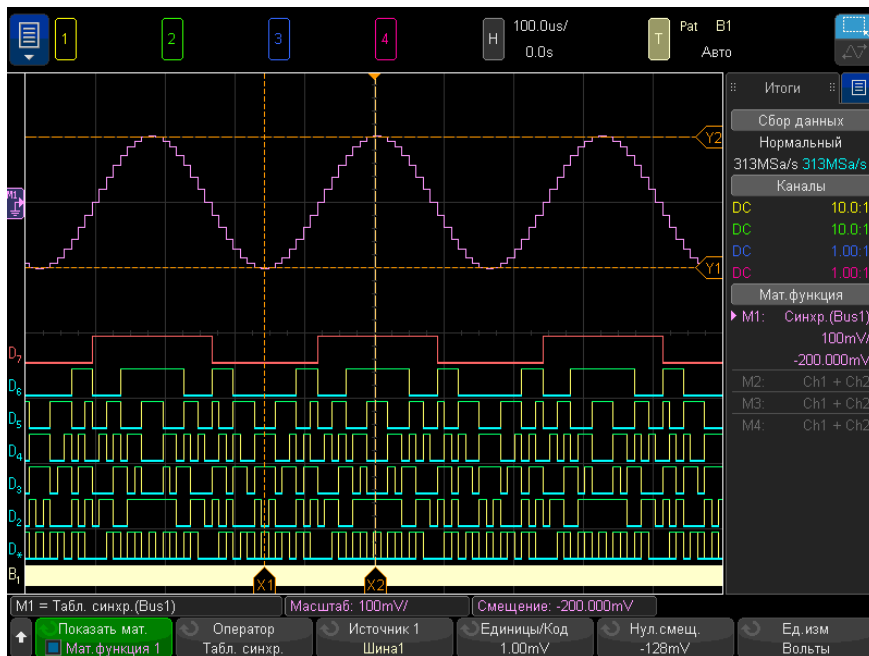 1 2 3 4 H 100.0us/ 0.0s T Pat B1 Авто
Итоги
Сбор данных
Нормальный
313MSa/s 313MSa/s
Каналы
DC 10.0:1
DC 10.0:1
DC 1.00:1
DC 1.00:1
Мат.функция
M1: Синхр.(Bus1)
100mV/
-200.000mV
M2: Ch1 + Ch2
M3: Ch1 + Ch2
M4: Ch1 + Ch2
Y2
M1
Y1
D7
D6
D5
D4
D3
D2
D*
B1
X1 X2
M1 = Табл. синхр.(Bus1) Масштаб: 100mV/ Смещение: -200.000mV
Показать мат. Оператор Источник 1 Единицы/Код Нул.смещ. Ед.изм
Мат.функция 1 Табл. синхр. Шина1 1.00mV -128mV Вольты